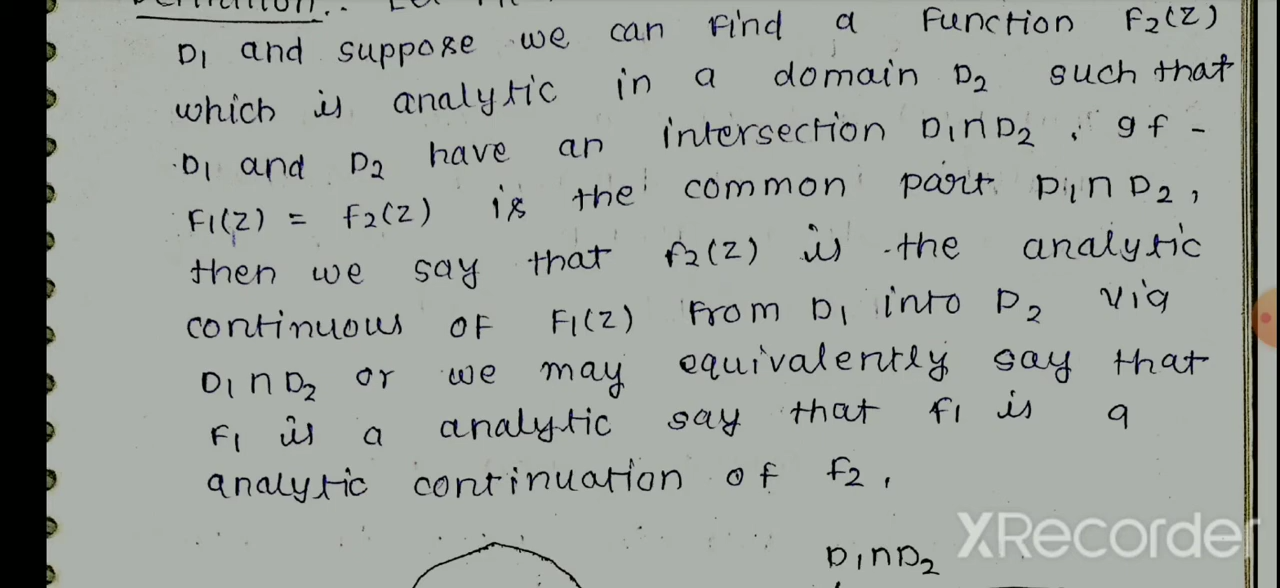 D1 and suppose we can Find a Function F2(Z)
which is analytic in a domain D2 such that
D1 and D2 have an intersection D1∩D2. If -
F1(Z) = f2(Z) is the common part D1∩D2,
then we say that f2(Z) is the analytic
continuous of F1(Z) From D1 into D2 via
D1∩D2 or we may equivalently say that
F1 is a analytic say that f1 is a
analytic continuation of f2.
D1∩D2
XRecorder